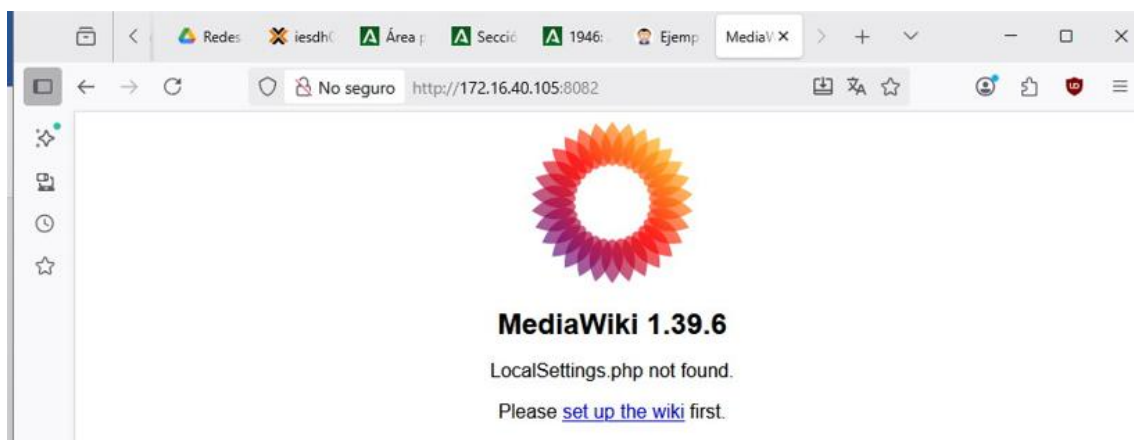 Redes iesdh Área p Secció 1946: Ejemp MediaW
No seguro http://172.16.40.105:8082
MediaWiki 1.39.6
LocalSettings.php not found.
Please set up the wiki first.